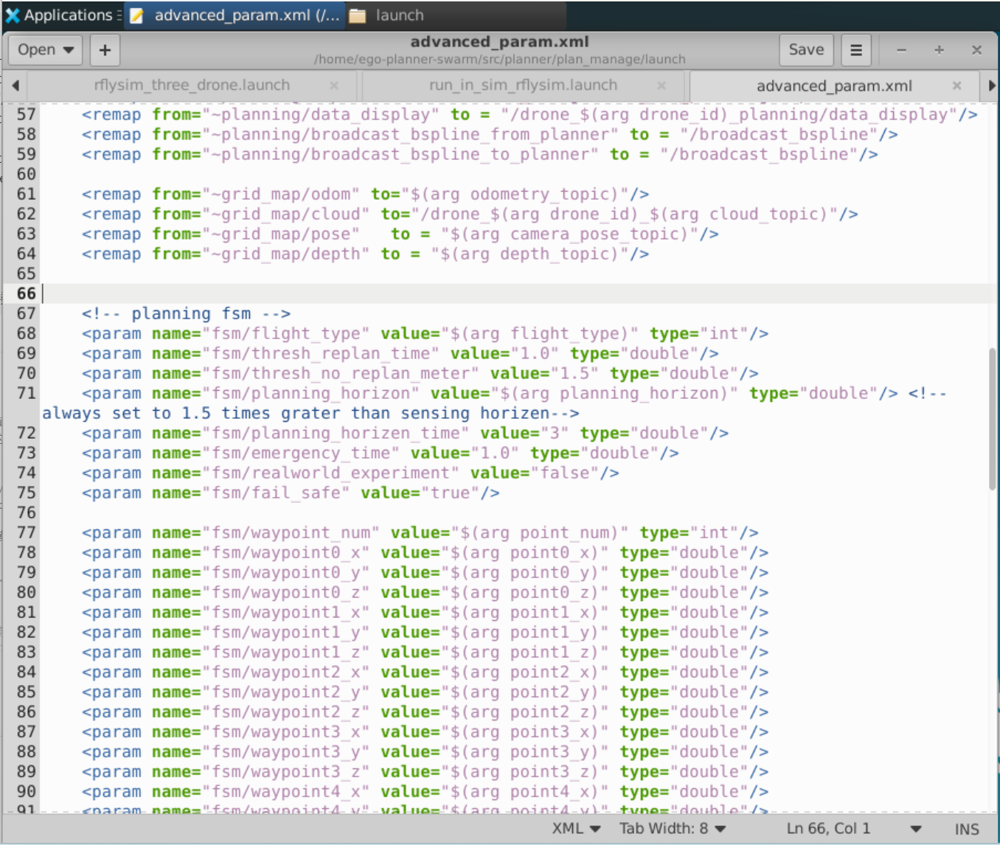 Applications
advanced_param.xml (/...
launch
Open
+
advanced_param.xml
/home/ego-planner-swarm/src/planner/plan_manage/launch
Save
rflysim_three_drone.launch
run_in_sim_rflysim.launch
advanced_param.xml
57 <remap from="~planning/data_display" to = "/drone_$(arg drone_id)_planning/data_display"/>
58 <remap from="~planning/broadcast_bspline_from_planner" to = "/broadcast_bspline"/>
59 <remap from="~planning/broadcast_bspline_to_planner" to = "/broadcast_bspline"/>
60
61 <remap from="~grid_map/odom" to="$(arg odometry_topic)"/>
62 <remap from="~grid_map/cloud" to="/drone_$(arg drone_id)_$(arg cloud_topic)"/>
63 <remap from="~grid_map/pose"   to = "$(arg camera_pose_topic)"/>
64 <remap from="~grid_map/depth" to = "$(arg depth_topic)"/>
65
66
67 <!-- planning fsm -->
68 <param name="fsm/flight_type" value="$(arg flight_type)" type="int"/>
69 <param name="fsm/thresh_replan_time" value="1.0" type="double"/>
70 <param name="fsm/thresh_no_replan_meter" value="1.5" type="double"/>
71 <param name="fsm/planning_horizon" value="$(arg planning_horizon)" type="double"/> <!--
always set to 1.5 times grater than sensing horizen-->
72 <param name="fsm/planning_horizen_time" value="3" type="double"/>
73 <param name="fsm/emergency_time" value="1.0" type="double"/>
74 <param name="fsm/realworld_experiment" value="false"/>
75 <param name="fsm/fail_safe" value="true"/>
76
77 <param name="fsm/waypoint_num" value="$(arg point_num)" type="int"/>
78 <param name="fsm/waypoint0_x" value="$(arg point0_x)" type="double"/>
79 <param name="fsm/waypoint0_y" value="$(arg point0_y)" type="double"/>
80 <param name="fsm/waypoint0_z" value="$(arg point0_z)" type="double"/>
81 <param name="fsm/waypoint1_x" value="$(arg point1_x)" type="double"/>
82 <param name="fsm/waypoint1_y" value="$(arg point1_y)" type="double"/>
83 <param name="fsm/waypoint1_z" value="$(arg point1_z)" type="double"/>
84 <param name="fsm/waypoint2_x" value="$(arg point2_x)" type="double"/>
85 <param name="fsm/waypoint2_y" value="$(arg point2_y)" type="double"/>
86 <param name="fsm/waypoint2_z" value="$(arg point2_z)" type="double"/>
87 <param name="fsm/waypoint3_x" value="$(arg point3_x)" type="double"/>
88 <param name="fsm/waypoint3_y" value="$(arg point3_y)" type="double"/>
89 <param name="fsm/waypoint3_z" value="$(arg point3_z)" type="double"/>
90 <param name="fsm/waypoint4_x" value="$(arg point4_x)" type="double"/>
91 <param name="fsm/waypoint4_y" value="$(arg point4_y)" type="double"/>
XML
Tab Width: 8
Ln 66, Col 1
INS